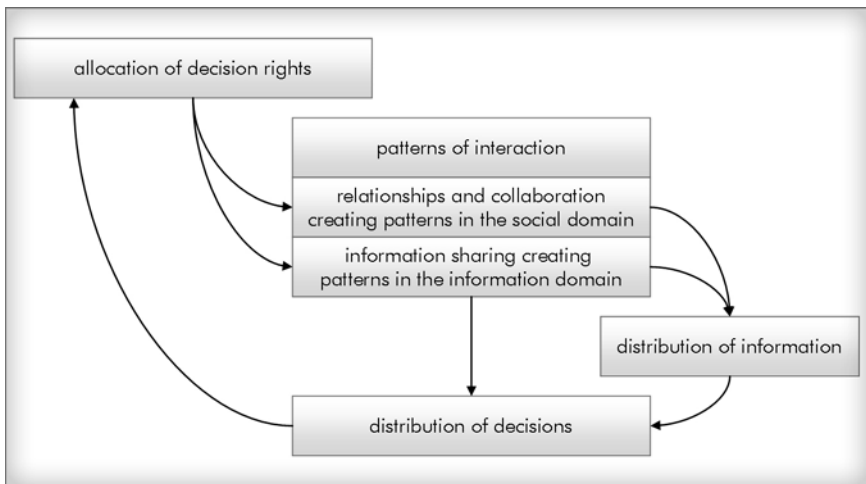 allocation of decision rights
patterns of interaction
relationships and collaboration
creating patterns in the social domain
information sharing creating
patterns in the information domain
distribution of information
distribution of decisions